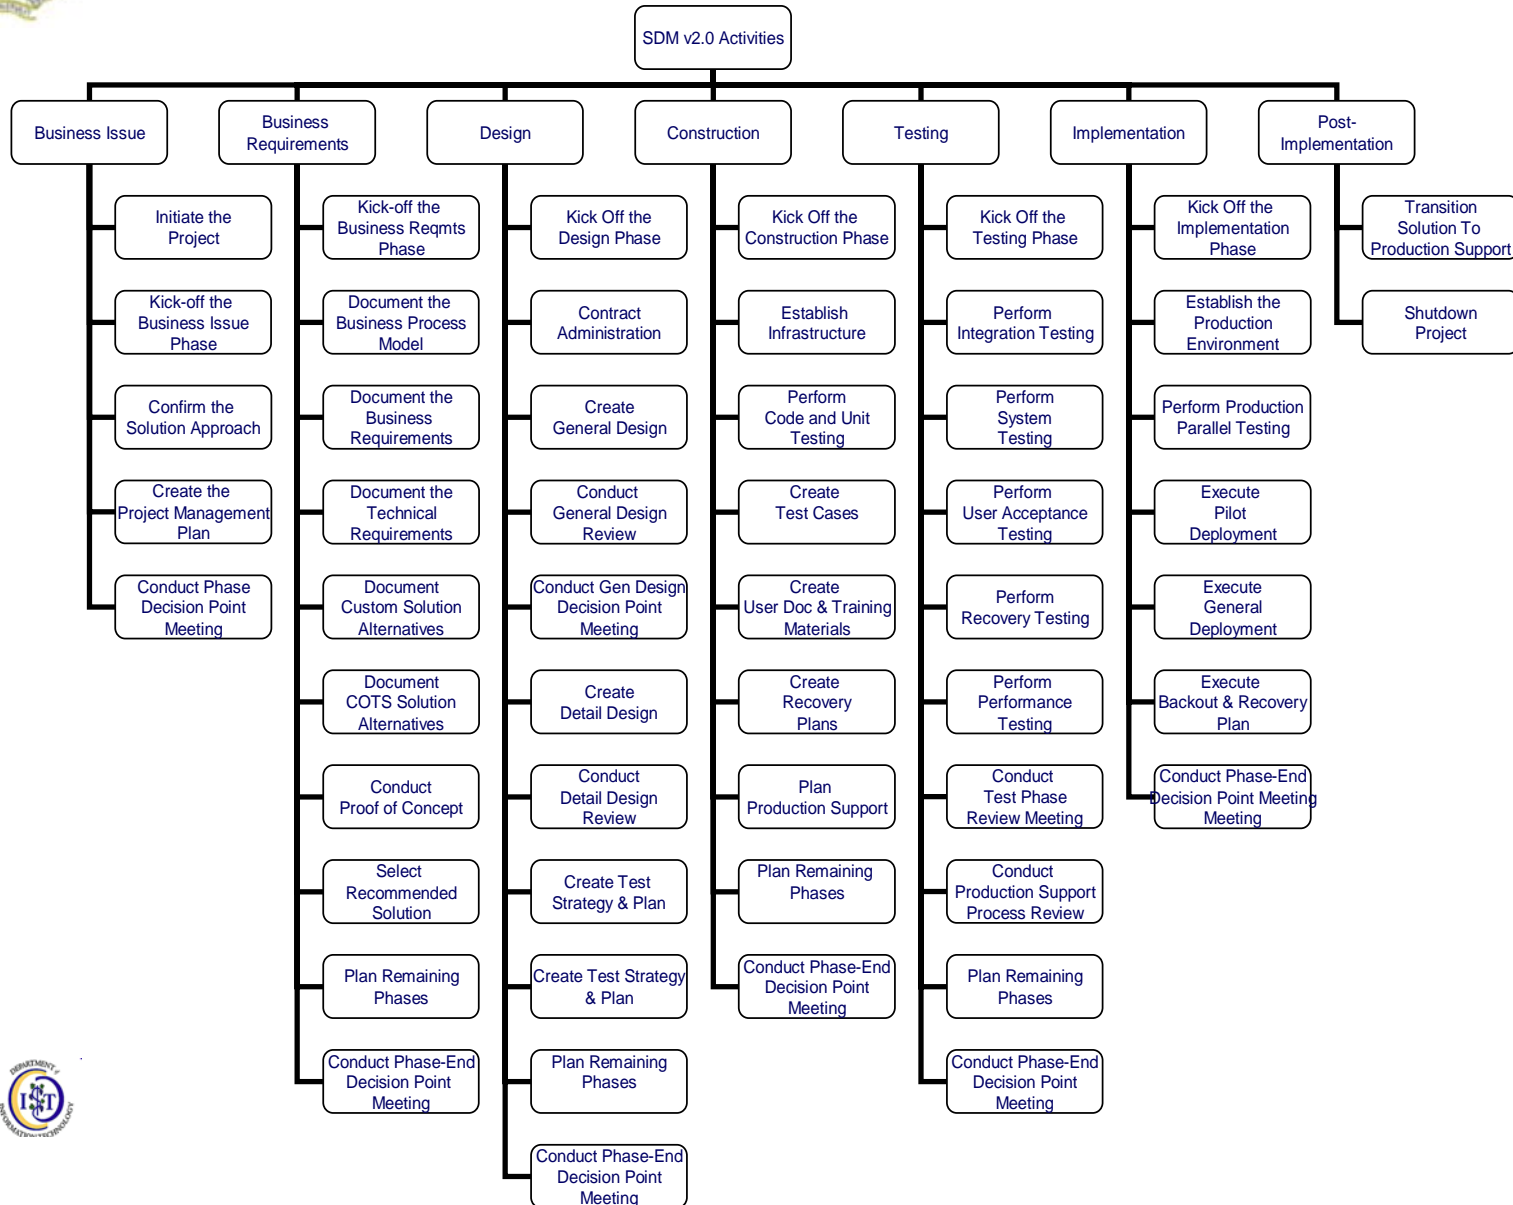 SDM v2.0 Activities
Business Issue
Initiate the
Project
Kick-off the
Business Issue
Phase
Confirm the
Solution Approach
Create the
Project Management
Plan
Conduct Phase
Decision Point
Meeting
Business
Requirements
Kick-off the
Business Reqmts
Phase
Document the
Business Process
Model
Document the
Business
Requirements
Document the
Technical
Requirements
Document
Custom Solution
Alternatives
Document
COTS Solution
Alternatives
Conduct
Proof of Concept
Select
Recommended
Solution
Plan Remaining
Phases
Conduct Phase-End
Decision Point
Meeting
Design
Kick Off the
Design Phase
Contract
Administration
Create
General Design
Conduct
General Design
Review
Conduct Gen Design
Decision Point
Meeting
Create
Detail Design
Conduct
Detail Design
Review
Create Test
Strategy & Plan
Create Test Strategy
& Plan
Plan Remaining
Phases
Conduct Phase-End
Decision Point
Meeting
Construction
Kick Off the
Construction Phase
Establish
Infrastructure
Perform
Code and Unit
Testing
Create
Test Cases
Create
User Doc & Training
Materials
Create
Recovery
Plans
Plan
Production Support
Plan Remaining
Phases
Conduct Phase-End
Decision Point
Meeting
Testing
Kick Off the
Testing Phase
Perform
Integration Testing
Perform
System
Testing
Perform
User Acceptance
Testing
Perform
Recovery Testing
Perform
Performance
Testing
Conduct
Test Phase
Review Meeting
Conduct
Production Support
Process Review
Plan Remaining
Phases
Conduct Phase-End
Decision Point
Meeting
Implementation
Kick Off the
Implementation
Phase
Establish the
Production
Environment
Perform Production
Parallel Testing
Execute
Pilot
Deployment
Execute
General
Deployment
Execute
Backout & Recovery
Plan
Conduct Phase-End
Decision Point Meeting
Meeting
Post-
Implementation
Transition
Solution To
Production Support
Shutdown
Project
DEPARTMENT of
INFORMATION TECHNOLOGY